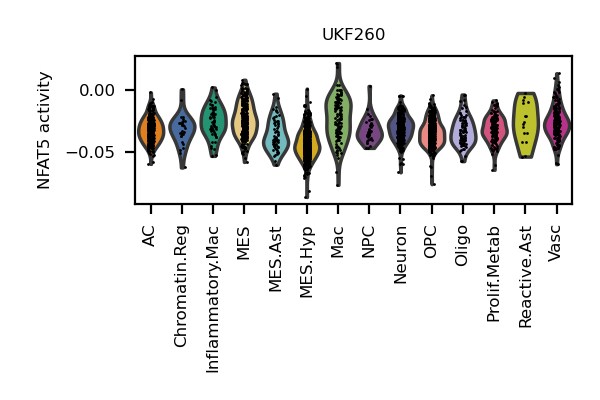 UKF260
NFAT5 activity
0.00
−0.05
AC
Chromatin.Reg
Inflammatory.Mac
MES
MES.Ast
MES.Hyp
Mac
NPC
Neuron
OPC
Oligo
Prolif.Metab
Reactive.Ast
Vasc